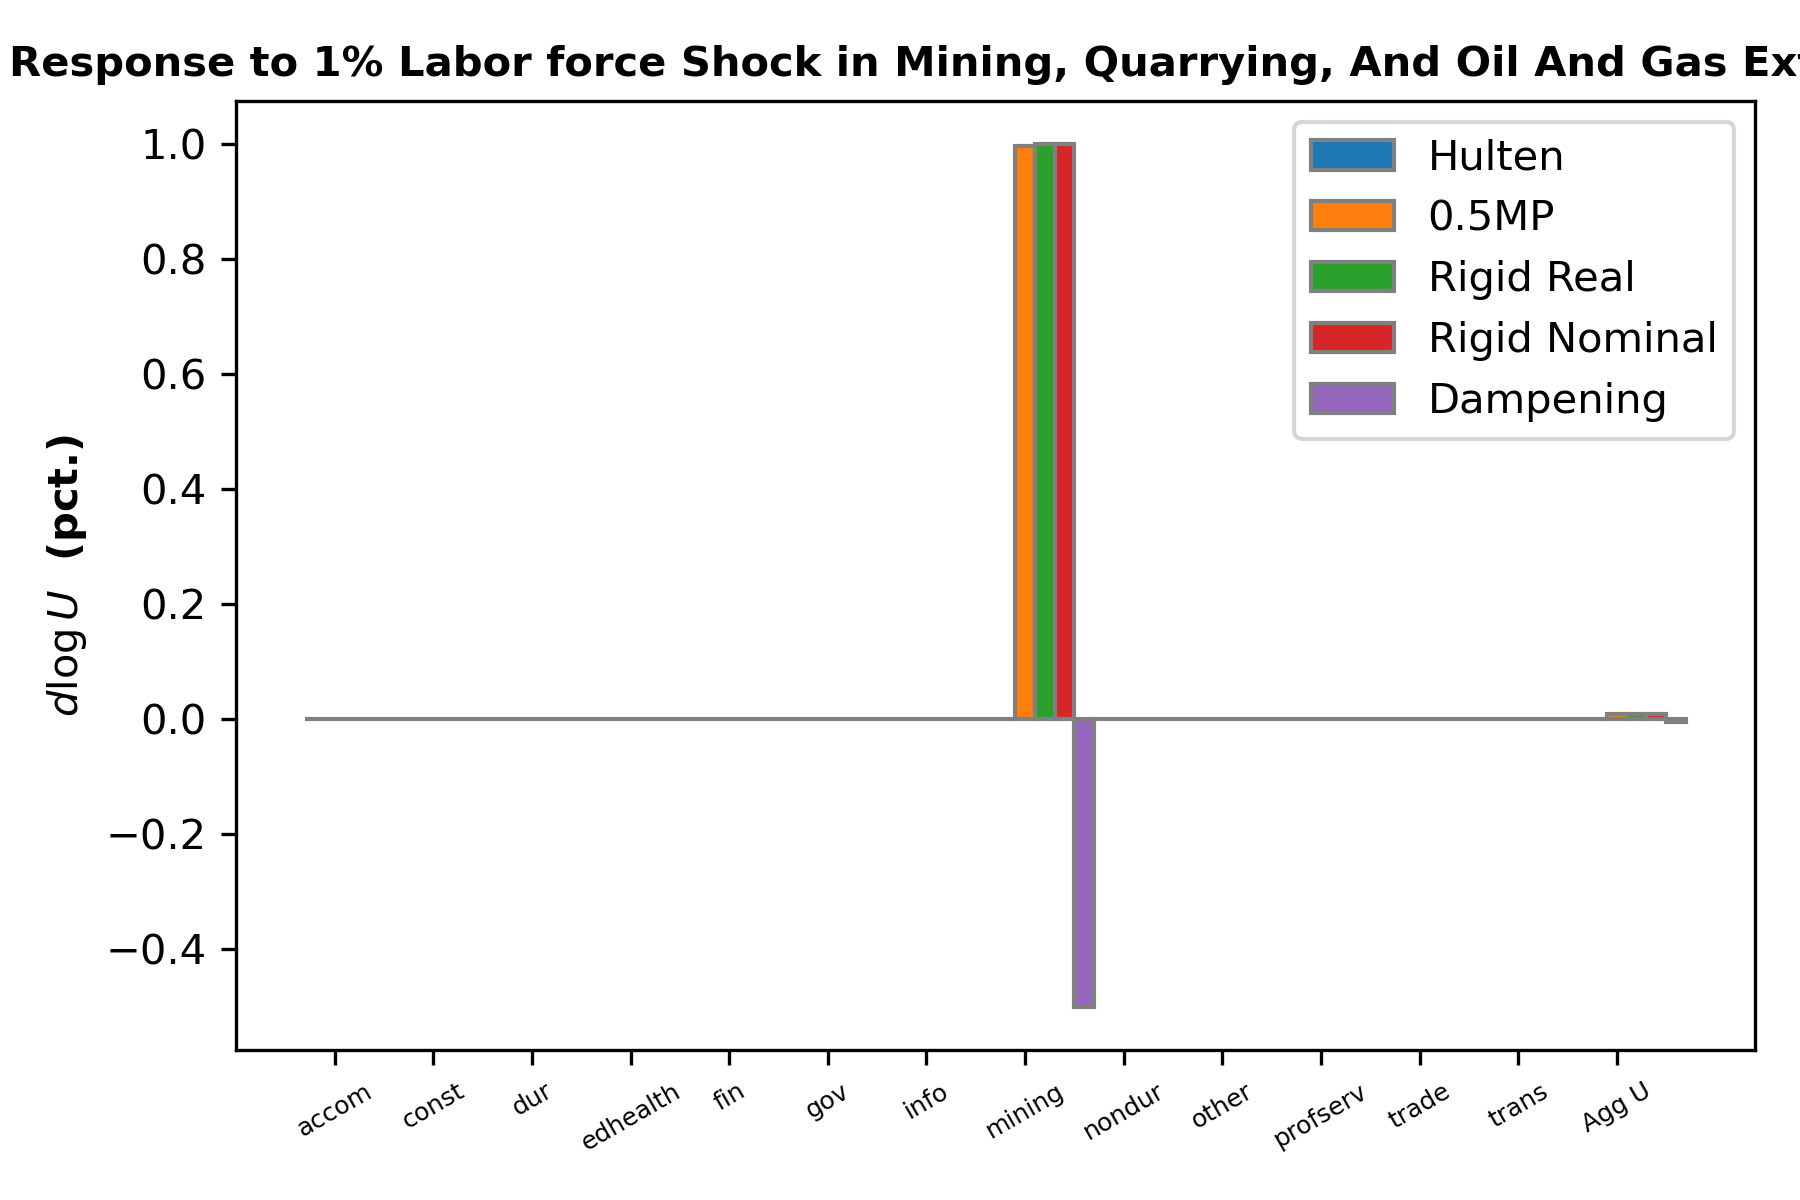 Response to 1% Labor force Shock in Mining, Quarrying, And Oil And Gas Ext
1.0
0.8
0.6
0.4
0.2
0.0
−0.2
−0.4
dlog U (pct.)
Hulten
0.5MP
Rigid Real
Rigid Nominal
Dampening
accom
const
dur
edhealth
fin
gov
info
mining
nondur
other
profserv
trade
trans
Agg U